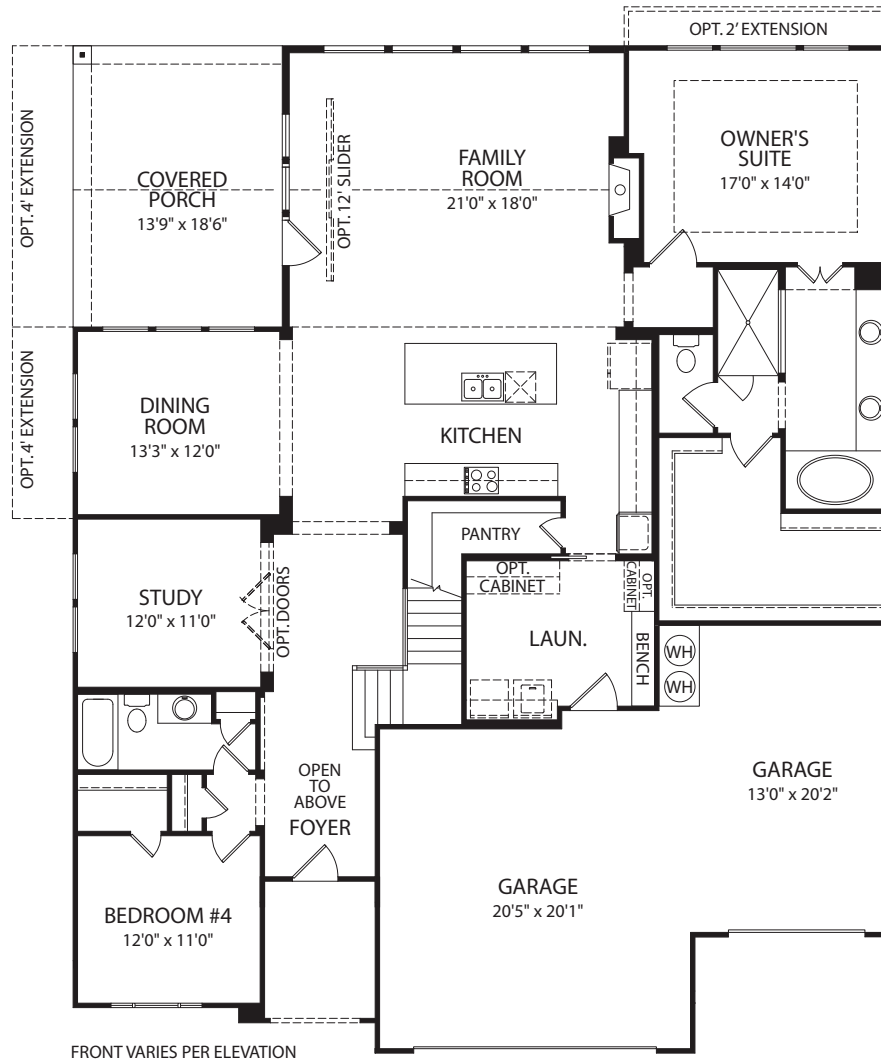 OPT. 2' EXTENSION
OPT. 4' EXTENSION
COVERED
PORCH
13'9" x 18'6"
OPT. 12' SLIDER
FAMILY
ROOM
21'0" x 18'0"
OWNER'S
SUITE
17'0" x 14'0"
OPT. 4' EXTENSION
DINING
ROOM
13'3" x 12'0"
KITCHEN
PANTRY
STUDY
12'0" x 11'0"
OPT. DOORS
OPT.
CABINET
OPT.
CABINET
LAUN.
BENCH
WH
WH
OPEN
TO
ABOVE
FOYER
GARAGE
13'0" x 20'2"
GARAGE
20'5" x 20'1"
BEDROOM #4
12'0" x 11'0"
FRONT VARIES PER ELEVATION